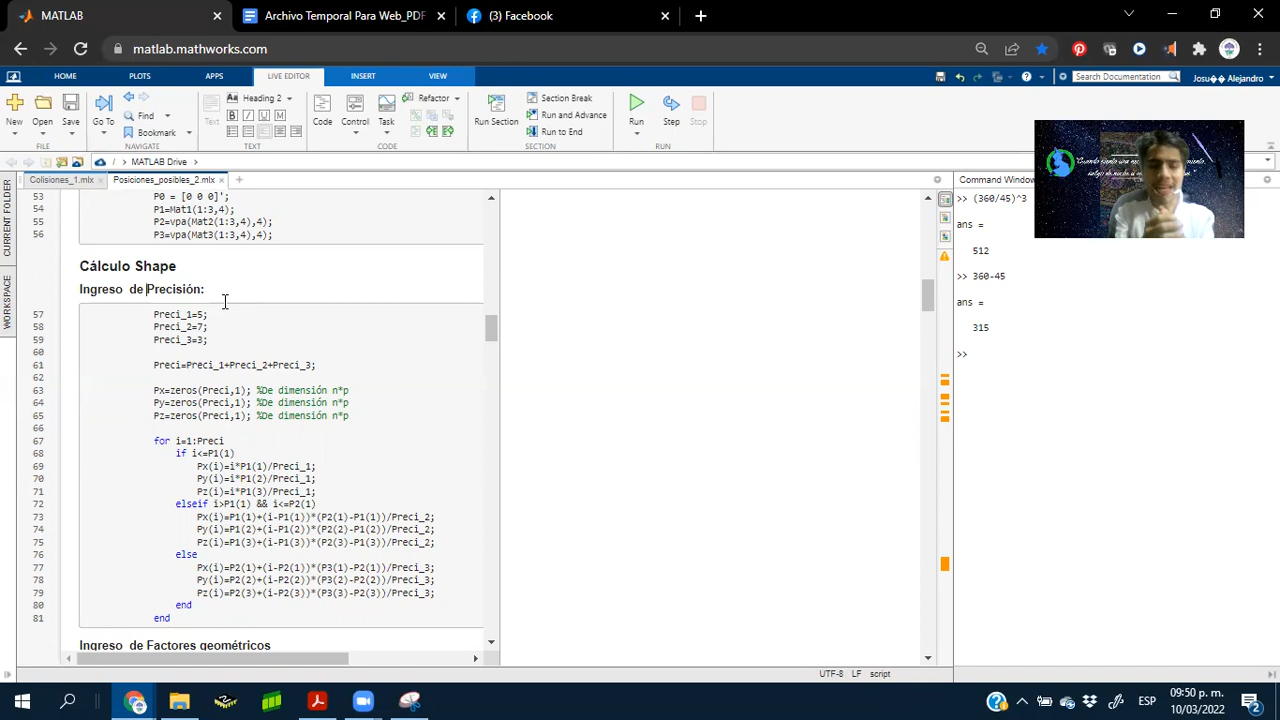 MATLAB
Archivo Temporal Para Web_PDF
(3) Facebook
matlab.mathworks.com
HOME PLOTS APPS LIVE EDITOR INSERT VIEW
Search Documentation
Josu�� Alejandro
New Open Save
Go To
Find
Bookmark
Text
Heading 2
B I U M
Code Control Task
Refactor
Run Section
Section Break
Run and Advance
Run to End
Run Step Stop
FILE NAVIGATE TEXT CODE SECTION RUN
/ MATLAB Drive
CURRENT FOLDER
WORKSPACE
Colisiones_1.mlx
Posiciones_posibles_2.mlx
53 P0 = [0 0 0]';
54 P1=Mat1(1:3,4);
55 P2=vpa(Mat2(1:3,4),4);
56 P3=vpa(Mat3(1:3,4),4);
Cálculo Shape
Ingreso de Precisión:
57 Preci_1=5;
58 Preci_2=7;
59 Preci_3=3;
60
61 Preci=Preci_1+Preci_2+Preci_3;
62
63 Px=zeros(Preci,1); %De dimensión n*p
64 Py=zeros(Preci,1); %De dimensión n*p
65 Pz=zeros(Preci,1); %De dimensión n*p
66
67 for i=1:Preci
68 if i<=P1(1)
69 Px(i)=i*P1(1)/Preci_1;
70 Py(i)=i*P1(2)/Preci_1;
71 Pz(i)=i*P1(3)/Preci_1;
72 elseif i>P1(1) && i<=P2(1)
73 Px(i)=P1(1)+(i-P1(1))*(P2(1)-P1(1))/Preci_2;
74 Py(i)=P1(2)+(i-P1(2))*(P2(2)-P1(2))/Preci_2;
75 Pz(i)=P1(3)+(i-P1(3))*(P2(3)-P1(3))/Preci_2;
76 else
77 Px(i)=P2(1)+(i-P2(1))*(P3(1)-P2(1))/Preci_3;
78 Py(i)=P2(2)+(i-P2(2))*(P3(2)-P2(2))/Preci_3;
79 Pz(i)=P2(3)+(i-P2(3))*(P3(3)-P2(3))/Preci_3;
80 end
81 end
Ingreso de Factores geométricos
Command Window
>> (360/45)^3
ans =
512
>> 360-45
ans =
315
>>
UTF-8 LF script
ESP
09:50 p. m.
10/03/2022
2